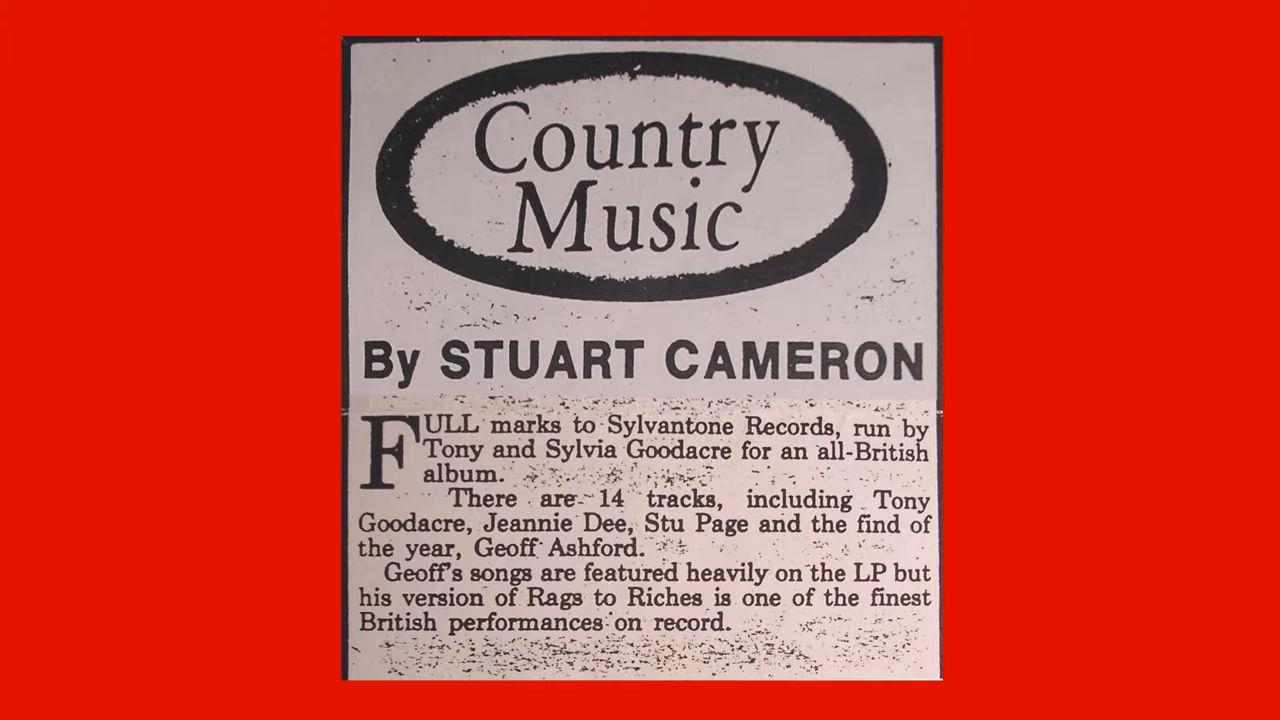 Country
Music
By STUART CAMERON
FULL marks to Sylvantone Records, run by
Tony and Sylvia Goodacre for an all-British
album.
There are 14 tracks, including Tony
Goodacre, Jeannie Dee, Stu Page and the find of
the year, Geoff Ashford.
Geoff's songs are featured heavily on the LP but
his version of Rags to Riches is one of the finest
British performances on record.